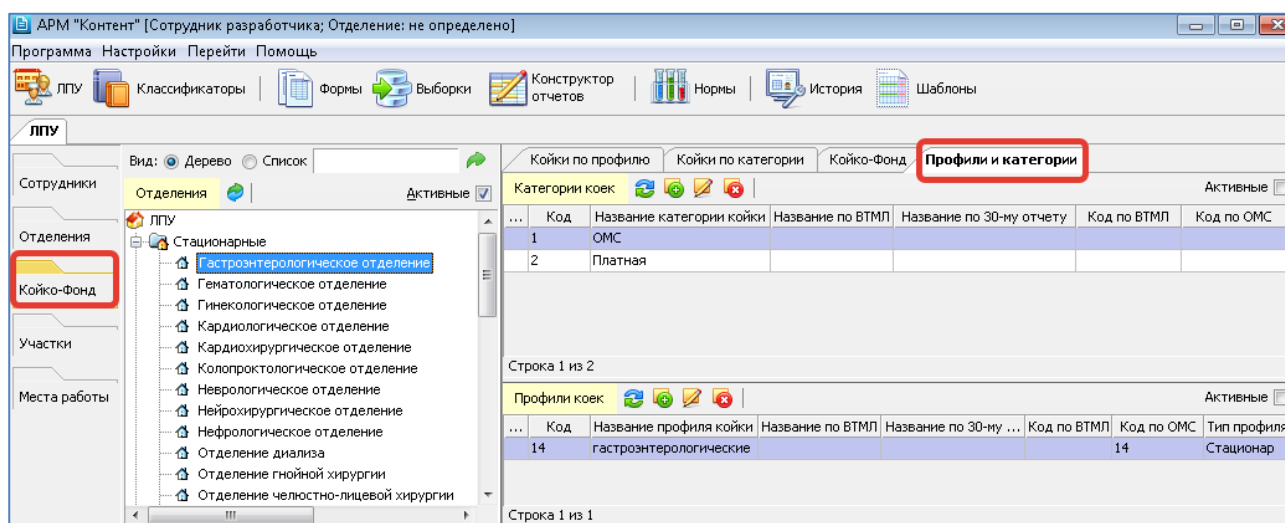 АРМ "Контент" [Сотрудник разработчика; Отделение: не определено]
Программа Настройки Перейти Помощь
ЛПУ Классификаторы Формы Выборки Конструктор отчетов Нормы История Шаблоны
ЛПУ
Сотрудники
Отделения
Койко-Фонд
Участки
Места работы
Вид: Дерево Список
Отделения Активные
ЛПУ
Стационарные
Гастроэнтерологическое отделение
Гематологическое отделение
Гинекологическое отделение
Кардиологическое отделение
Кардиохирургическое отделение
Колопроктологическое отделение
Неврологическое отделение
Нейрохирургическое отделение
Нефрологическое отделение
Отделение диализа
Отделение гнойной хирургии
Отделение челюстно-лицевой хирургии
Койки по профилю Койки по категории Койко-Фонд Профили и категории
Категории коек Активные
... Код Название категории койки Название по ВТМЛ Название по 30-му отчету Код по ВТМЛ Код по ОМС
1 ОМС
2 Платная
Строка 1 из 2
Профили коек Активные
... Код Название профиля койки Название по ВТМЛ Название по 30-му ... Код по ВТМЛ Код по ОМС Тип профиля
14 гастроэнтерологические 14 Стационар
Строка 1 из 1